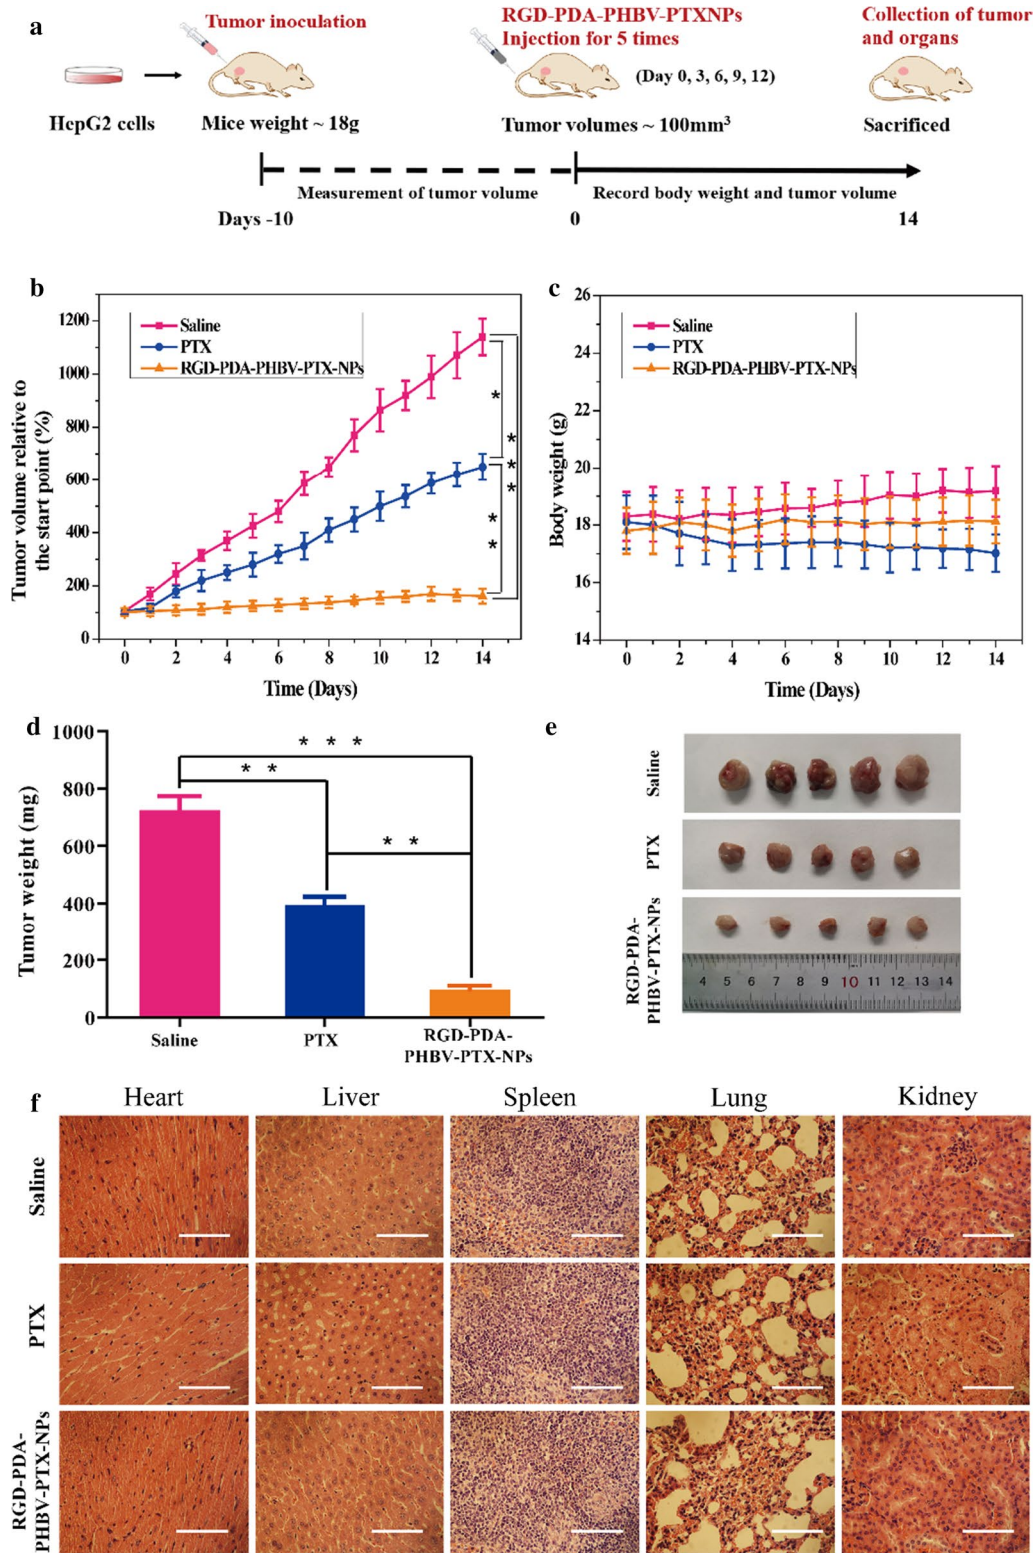 a
Tumor inoculation
RGD-PDA-PHBV-PTXNPs
Injection for 5 times
Collection of tumor
and organs
(Day 0, 3, 6, 9, 12)
HepG2 cells
Mice weight ~ 18g
Tumor volumes ~ 100mm³
Sacrificed
Measurement of tumor volume
Record body weight and tumor volume
Days -10
0
14
b
Tumor volume relative to
the start point (%)
1200
1000
800
600
400
200
0
Saline
PTX
RGD-PDA-PHBV-PTX-NPs
*
* * *
* *
0 2 4 6 8 10 12 14
Time (Days)
c
Body weight (g)
26
24
22
20
18
16
14
Saline
PTX
RGD-PDA-PHBV-PTX-NPs
0 2 4 6 8 10 12 14
Time (Days)
d
Tumor weight (mg)
1000
800
600
400
200
0
* * *
* *
* *
Saline
PTX
RGD-PDA-
PHBV-PTX-NPs
e
Saline
PTX
RGD-PDA-
PHBV-PTX-NPs
4 5 6 7 8 9 10 11 12 13 14
f
Heart Liver Spleen Lung Kidney
Saline
PTX
RGD-PDA-
PHBV-PTX-NPs